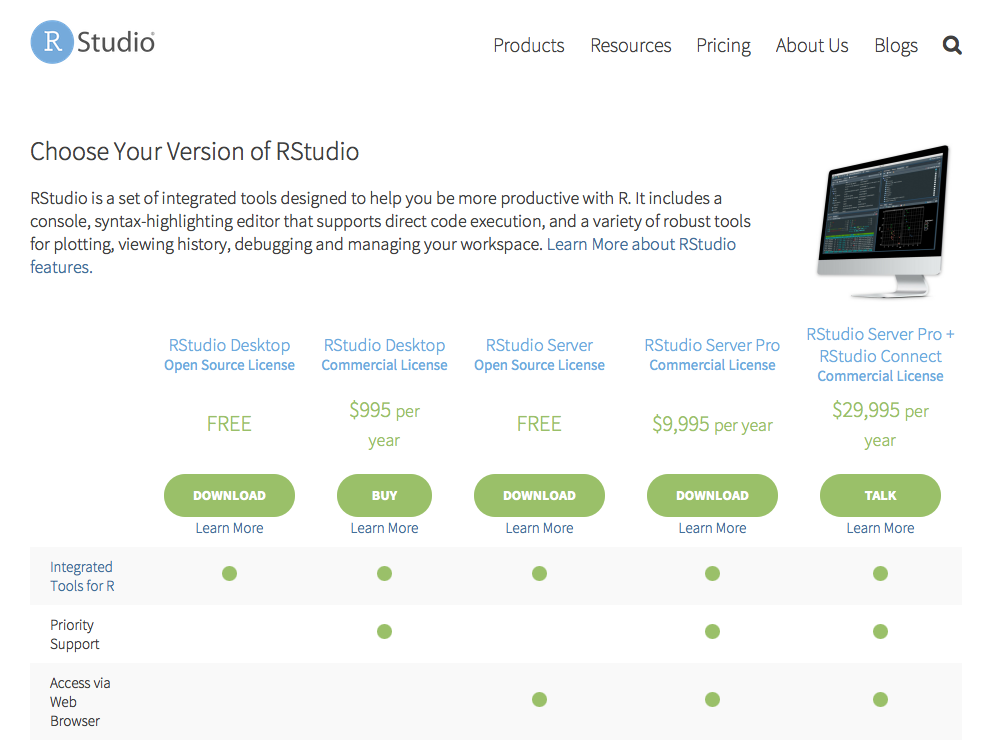 R Studio®
Products Resources Pricing About Us Blogs
Choose Your Version of RStudio
RStudio is a set of integrated tools designed to help you be more productive with R. It includes a
console, syntax-highlighting editor that supports direct code execution, and a variety of robust tools
for plotting, viewing history, debugging and managing your workspace. Learn More about RStudio
features.
RStudio Desktop
Open Source License
FREE
DOWNLOAD
Learn More
RStudio Desktop
Commercial License
$995 per
year
BUY
Learn More
RStudio Server
Open Source License
FREE
DOWNLOAD
Learn More
RStudio Server Pro
Commercial License
$9,995 per year
DOWNLOAD
Learn More
RStudio Server Pro +
RStudio Connect
Commercial License
$29,995 per
year
TALK
Learn More
Integrated
Tools for R
Priority
Support
Access via
Web
Browser